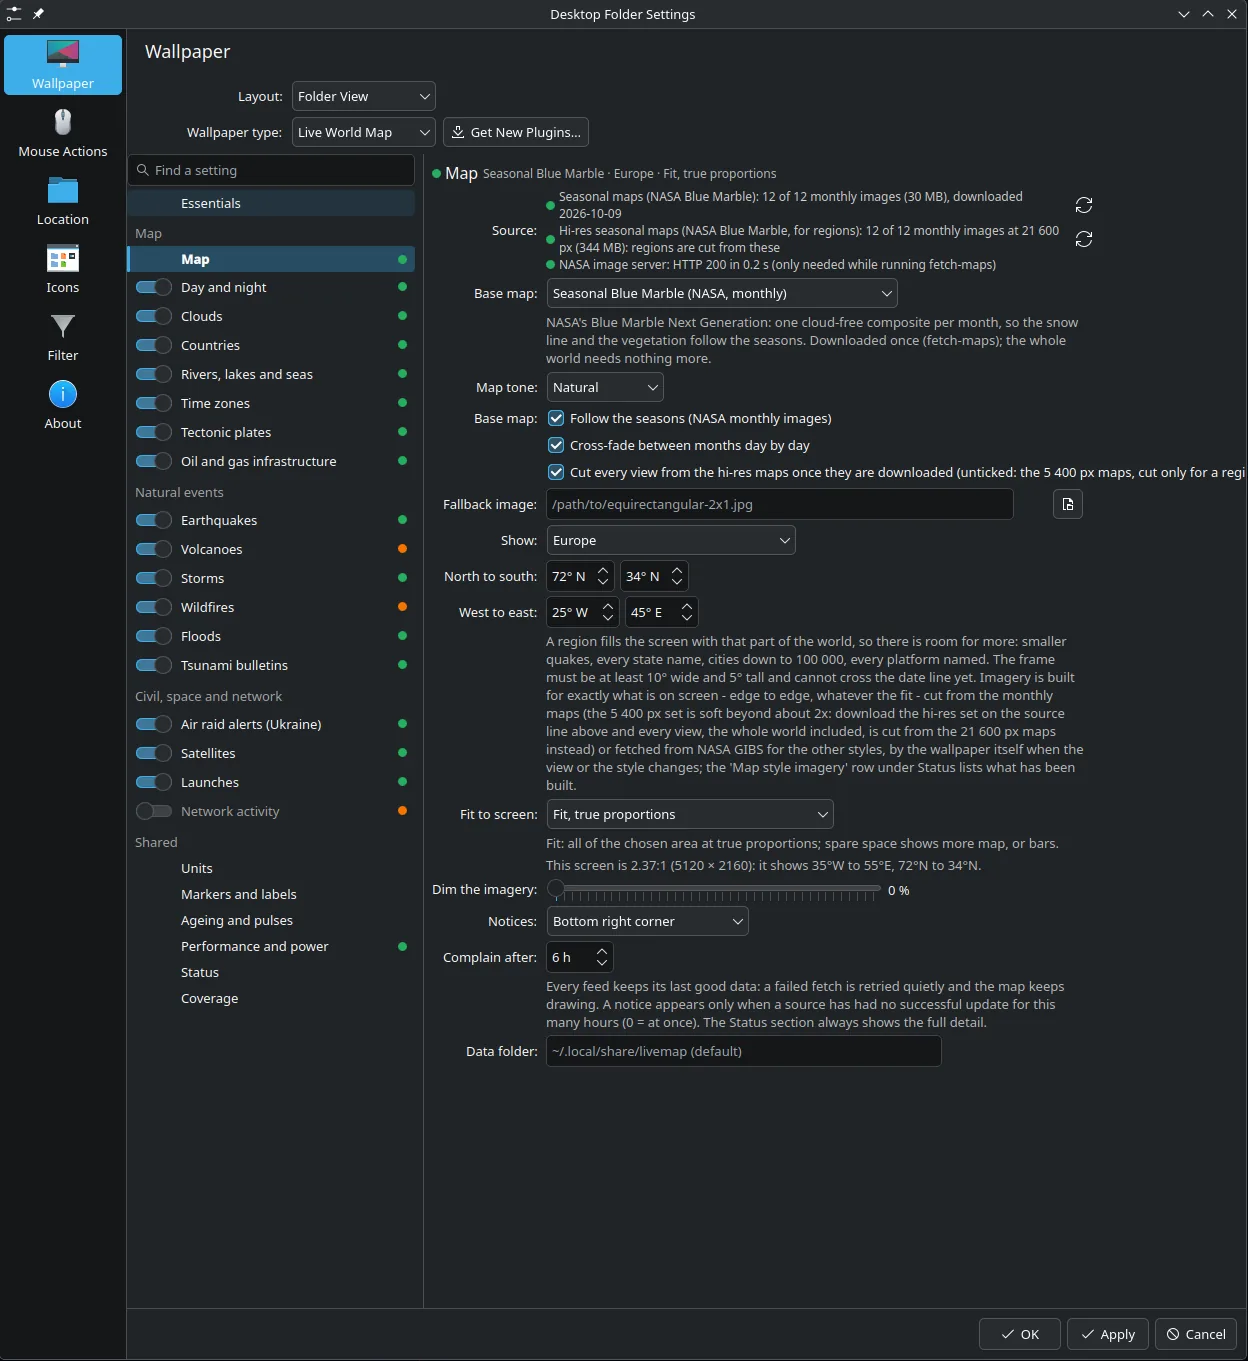 Desktop Folder Settings
Wallpaper
Mouse Actions
Location
Icons
Filter
About
Wallpaper
Layout: Folder View
Wallpaper type: Live World Map Get New Plugins...
Find a setting
Essentials
Map
Map
Day and night
Clouds
Countries
Rivers, lakes and seas
Time zones
Tectonic plates
Oil and gas infrastructure
Natural events
Earthquakes
Volcanoes
Storms
Wildfires
Floods
Tsunami bulletins
Civil, space and network
Air raid alerts (Ukraine)
Satellites
Launches
Network activity
Shared
Units
Markers and labels
Ageing and pulses
Performance and power
Status
Coverage
Map Seasonal Blue Marble · Europe · Fit, true proportions
Source:
Seasonal maps (NASA Blue Marble): 12 of 12 monthly images (30 MB), downloaded
2026-10-09
Hi-res seasonal maps (NASA Blue Marble, for regions): 12 of 12 monthly images at 21 600
px (344 MB): regions are cut from these
NASA image server: HTTP 200 in 0.2 s (only needed while running fetch-maps)
Base map: Seasonal Blue Marble (NASA, monthly)
NASA's Blue Marble Next Generation: one cloud-free composite per month, so the snow
line and the vegetation follow the seasons. Downloaded once (fetch-maps); the whole
world needs nothing more.
Map tone: Natural
Base map: Follow the seasons (NASA monthly images)
Cross-fade between months day by day
Cut every view from the hi-res maps once they are downloaded (unticked: the 5 400 px maps, cut only for a regi
Fallback image: /path/to/equirectangular-2x1.jpg
Show: Europe
North to south: 72° N 34° N
West to east: 25° W 45° E
A region fills the screen with that part of the world, so there is room for more: smaller
quakes, every state name, cities down to 100 000, every platform named. The frame
must be at least 10° wide and 5° tall and cannot cross the date line yet. Imagery is built
for exactly what is on screen - edge to edge, whatever the fit - cut from the monthly
maps (the 5 400 px set is soft beyond about 2x: download the hi-res set on the source
line above and every view, the whole world included, is cut from the 21 600 px maps
instead) or fetched from NASA GIBS for the other styles, by the wallpaper itself when the
view or the style changes; the 'Map style imagery' row under Status lists what has been
built.
Fit to screen: Fit, true proportions
Fit: all of the chosen area at true proportions; spare space shows more map, or bars.
This screen is 2.37:1 (5120 × 2160): it shows 35°W to 55°E, 72°N to 34°N.
Dim the imagery: 0 %
Notices: Bottom right corner
Complain after: 6 h
Every feed keeps its last good data: a failed fetch is retried quietly and the map keeps
drawing. A notice appears only when a source has had no successful update for this
many hours (0 = at once). The Status section always shows the full detail.
Data folder: ~/.local/share/livemap (default)
OK Apply Cancel